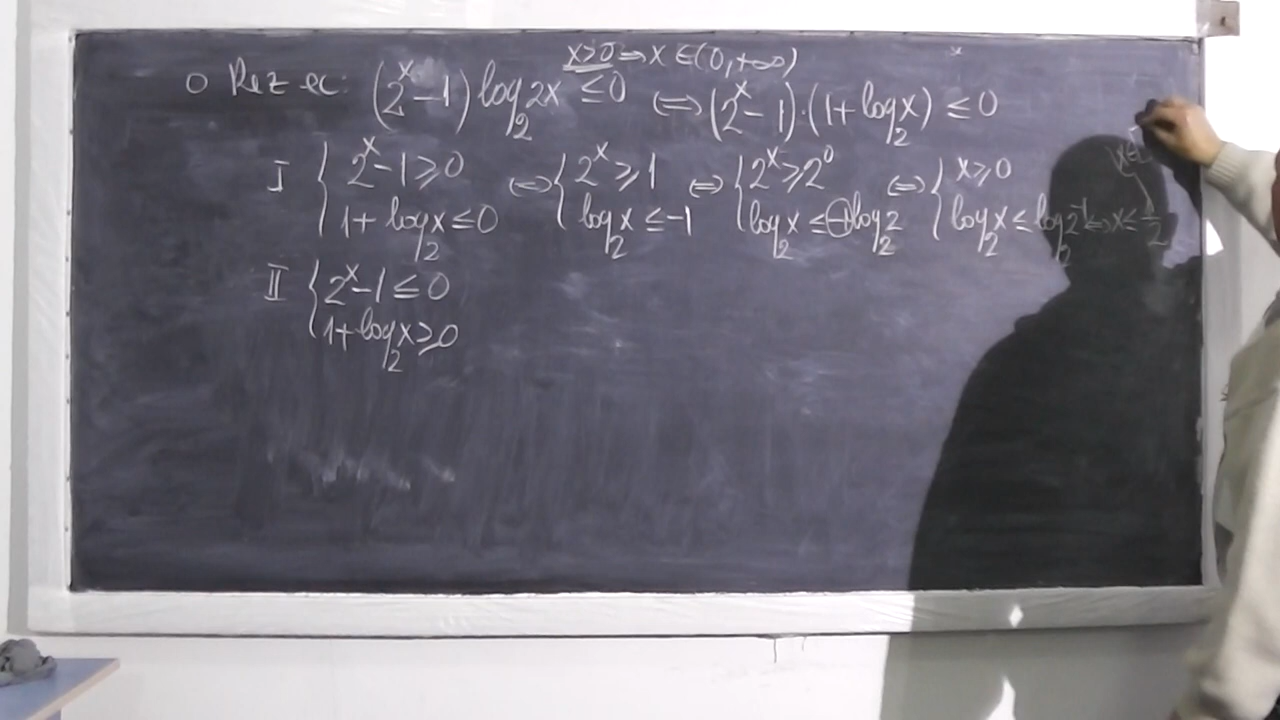 x>0 ⇒ x ∈ (0, +∞)
o Rez ec: (2^x - 1) log_2 2x ≤ 0 ⇔ (2^x - 1)·(1 + log_2 x) ≤ 0
I { 2^x - 1 ≥ 0 ⇔ { 2^x ≥ 1 ⇔ { 2^x ≥ 2^0 ⇔ { x ≥ 0
1 + log_2 x ≤ 0 log_2 x ≤ -1 log_2 x ≤ -1 log_2 2 log_2 x ≤ log_2 2^-1 ⇔ x ≤ 1/2
II { 2^x - 1 ≤ 0
1 + log_2 x ≥ 0